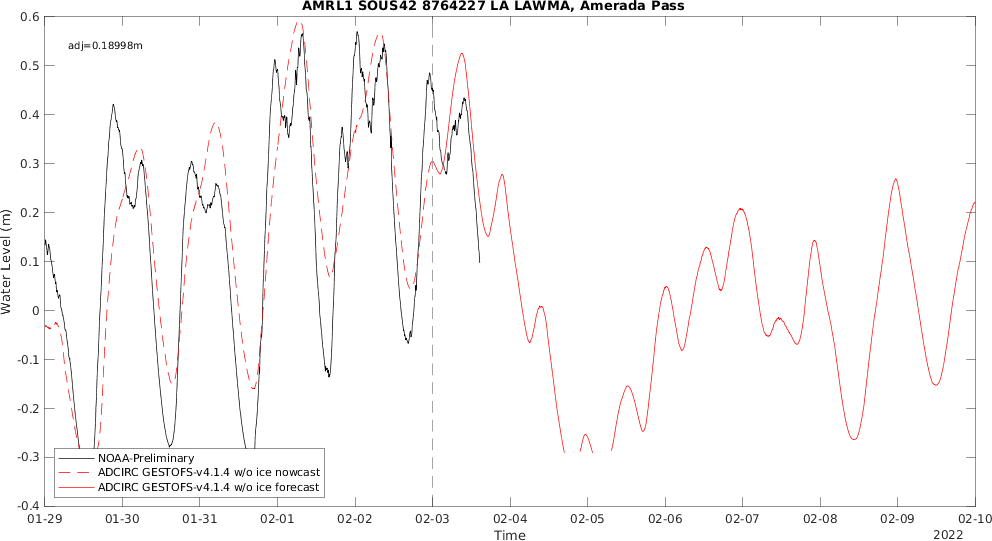 AMRL1 SOUS42 8764227 LA LAWMA, Amerada Pass
adj=0.18998m
Water Level (m)
0.6
0.5
0.4
0.3
0.2
0.1
0
-0.1
-0.2
-0.3
-0.4
NOAA-Preliminary
ADCIRC GESTOFS-v4.1.4 w/o ice nowcast
ADCIRC GESTOFS-v4.1.4 w/o ice forecast
01-29 01-30 01-31 02-01 02-02 02-03 02-04 02-05 02-06 02-07 02-08 02-09 02-10
Time
2022